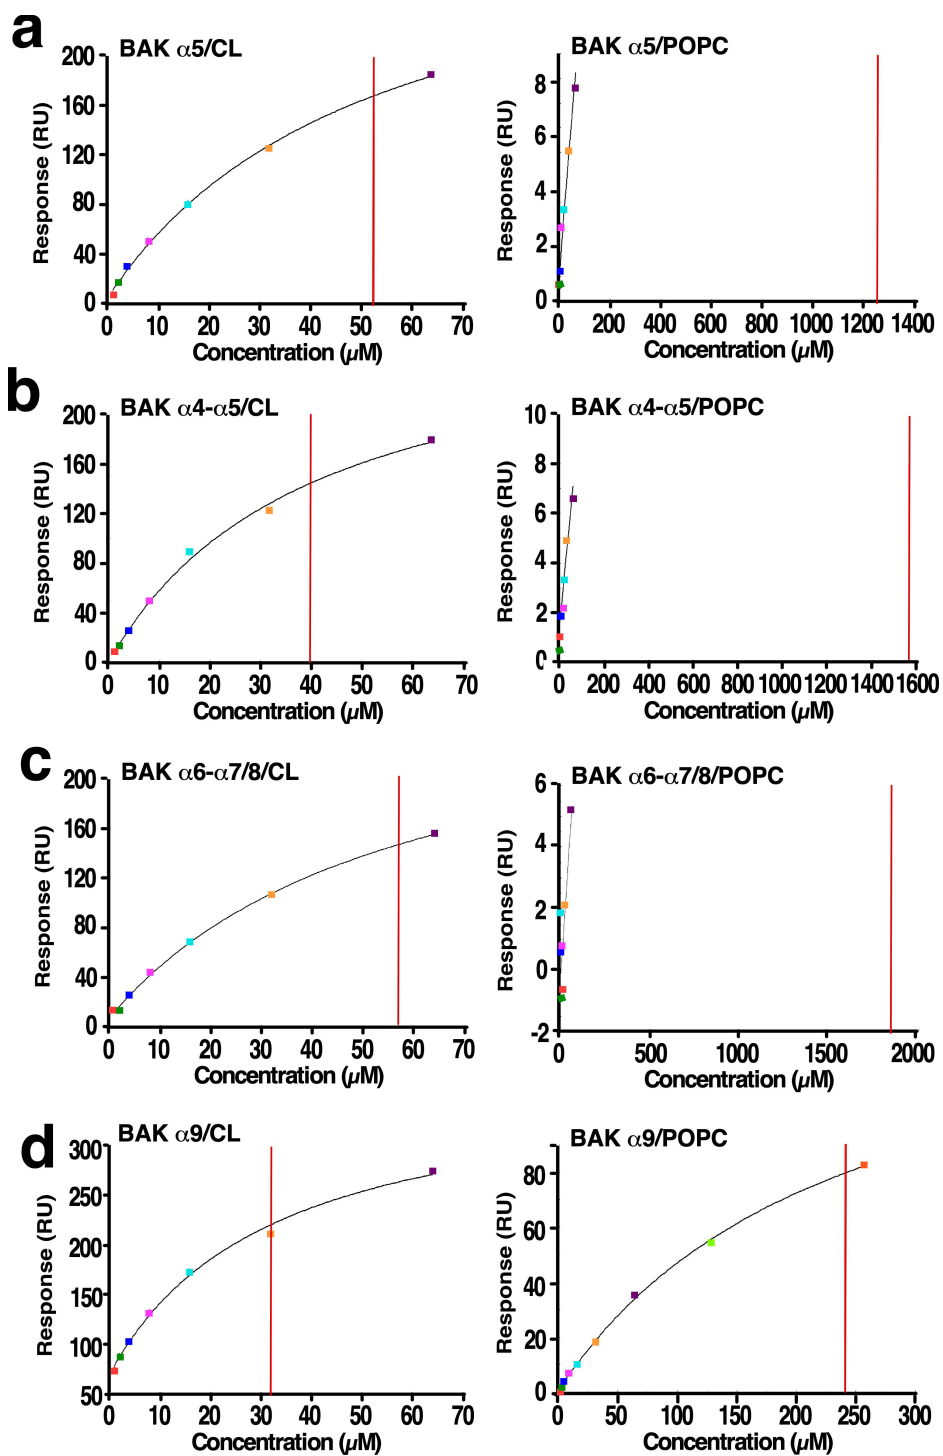 a
BAK α5/CL
200
160
120
80
40
0
Response (RU)
0 10 20 30 40 50 60 70
Concentration (µM)
BAK α5/POPC
8
6
4
2
0
Response (RU)
0 200 400 600 800 1000 1200 1400
Concentration (µM)
b
BAK α4-α5/CL
200
160
120
80
40
0
Response (RU)
0 10 20 30 40 50 60 70
Concentration (µM)
BAK α4-α5/POPC
10
8
6
4
2
0
Response (RU)
0 200 400 600 800 1000 1200 1400 1600
Concentration (µM)
c
BAK α6-α7/8/CL
200
160
120
80
40
0
Response (RU)
0 10 20 30 40 50 60 70
Concentration (µM)
BAK α6-α7/8/POPC
6
4
2
0
-2
Response (RU)
0 500 1000 1500 2000
Concentration (µM)
d
BAK α9/CL
300
250
200
150
100
50
Response (RU)
0 10 20 30 40 50 60 70
Concentration (µM)
BAK α9/POPC
80
60
40
20
0
Response (RU)
0 50 100 150 200 250 300
Concentration (µM)